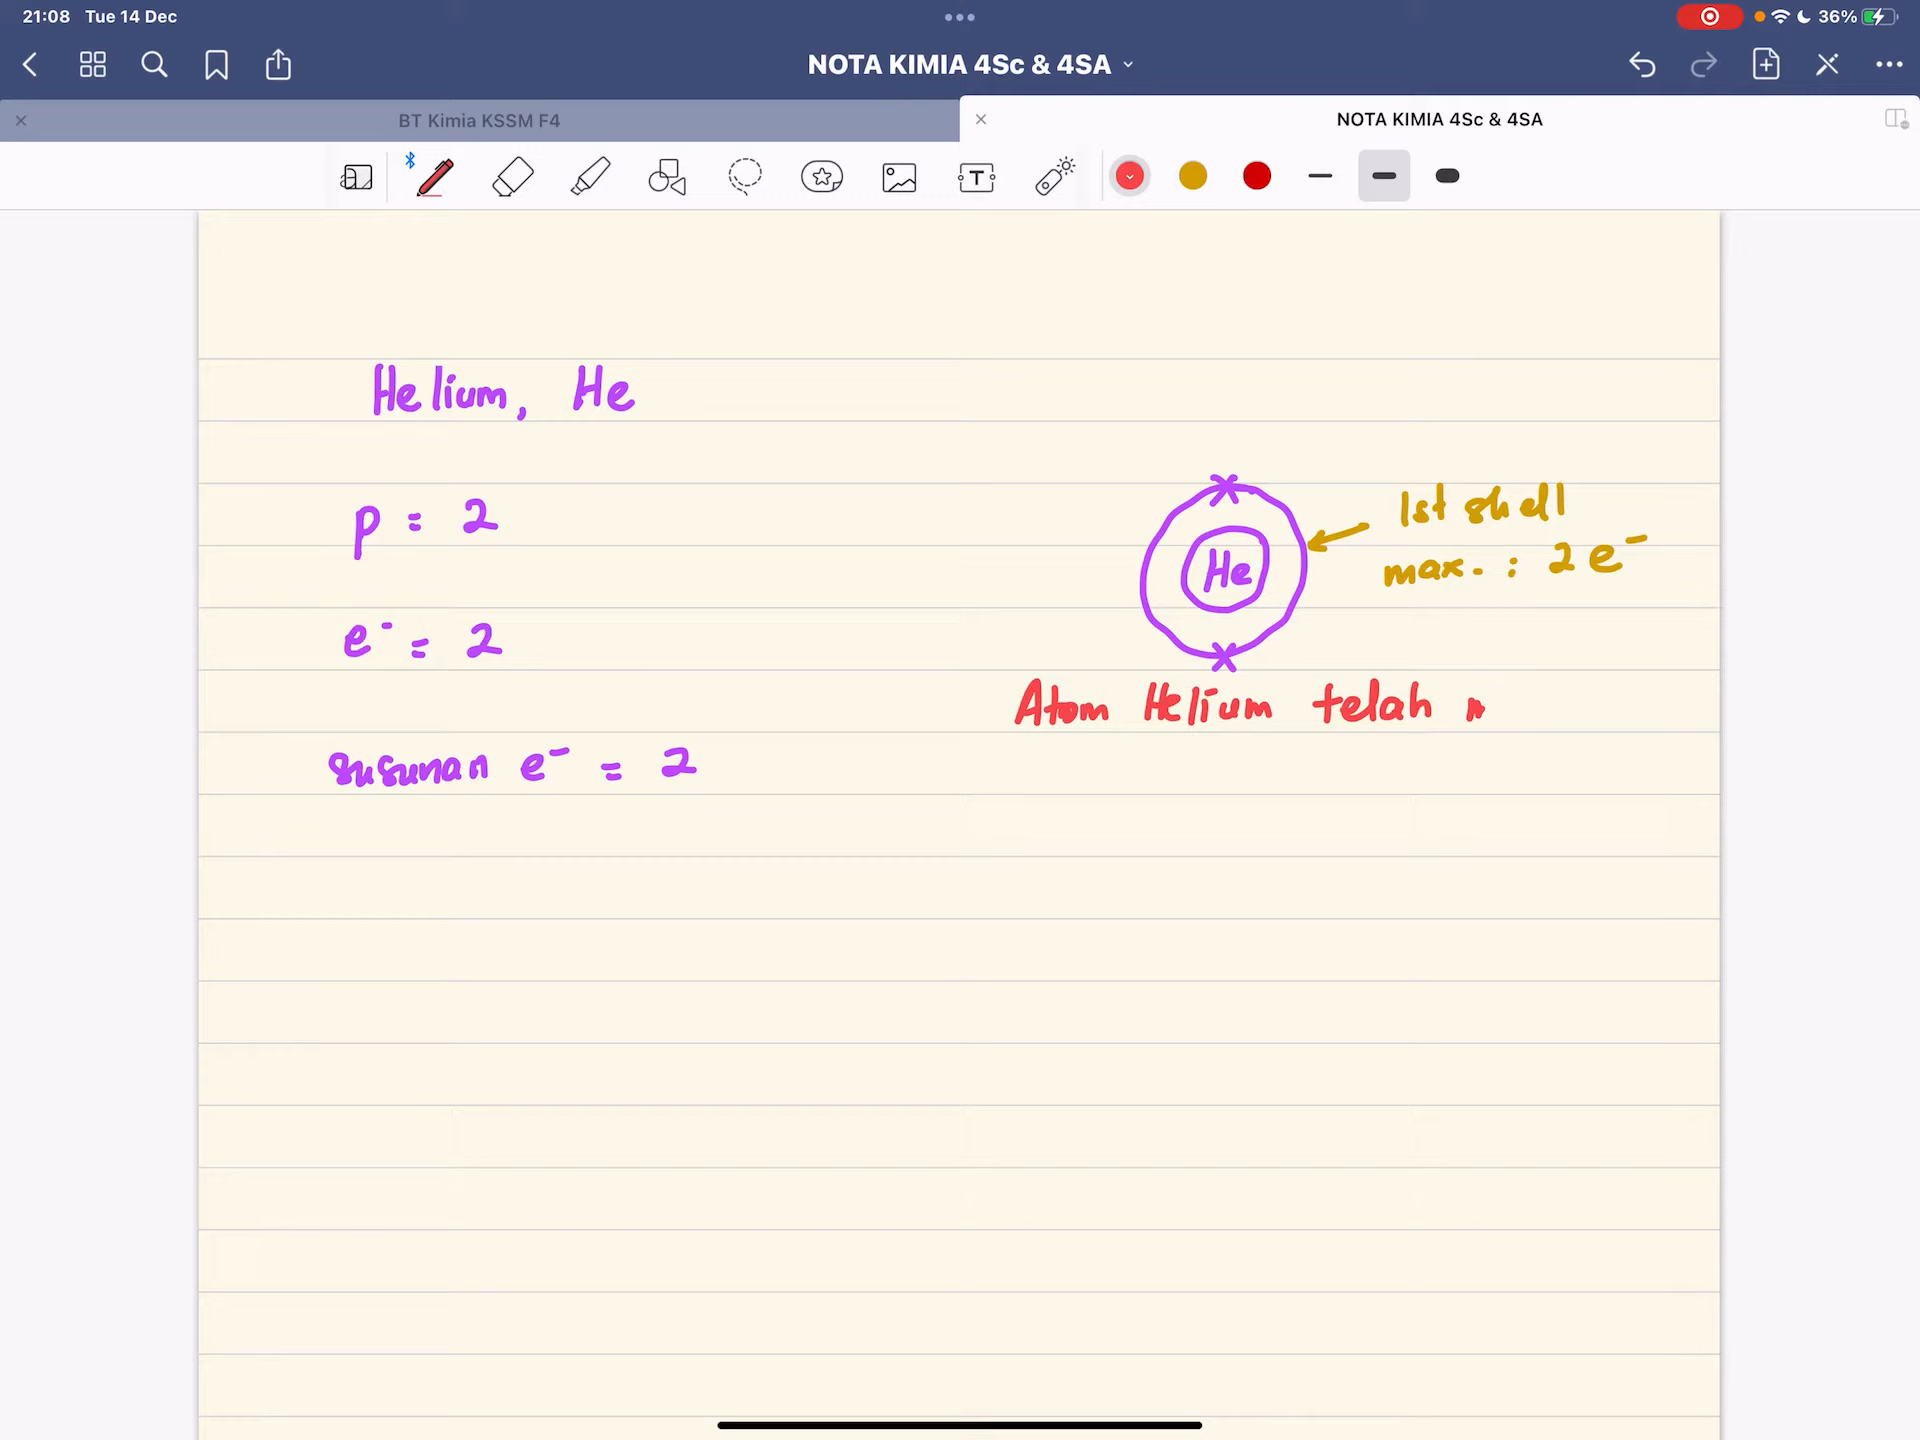 21:08 Tue 14 Dec
36%
NOTA KIMIA 4Sc & 4SA
BT Kimia KSSM F4
NOTA KIMIA 4Sc & 4SA
Helium, He
p = 2
e⁻ = 2
susunan e⁻ = 2
He
1st shell
max. : 2 e⁻
Atom Helium telah